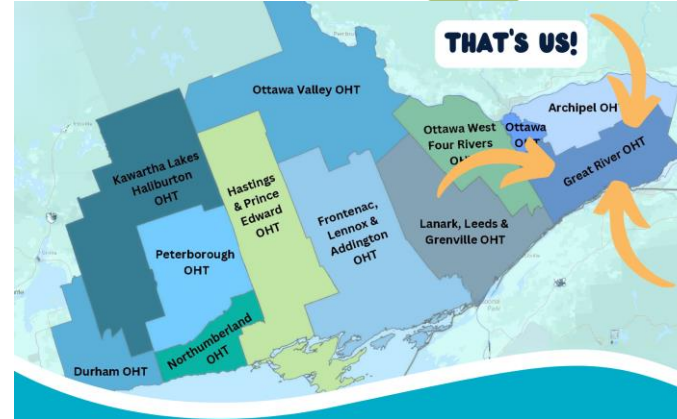 THAT'S US!
Ottawa Valley OHT
Archipel OHT
Ottawa West
Four Rivers
OHT
Ottawa
OHT
Great River OHT
Kawartha Lakes
Haliburton
OHT
Hastings
& Prince
Edward
OHT
Frontenac,
Lennox &
Addington
OHT
Lanark, Leeds &
Grenville OHT
Peterborough
OHT
Northumberland
OHT
Durham OHT